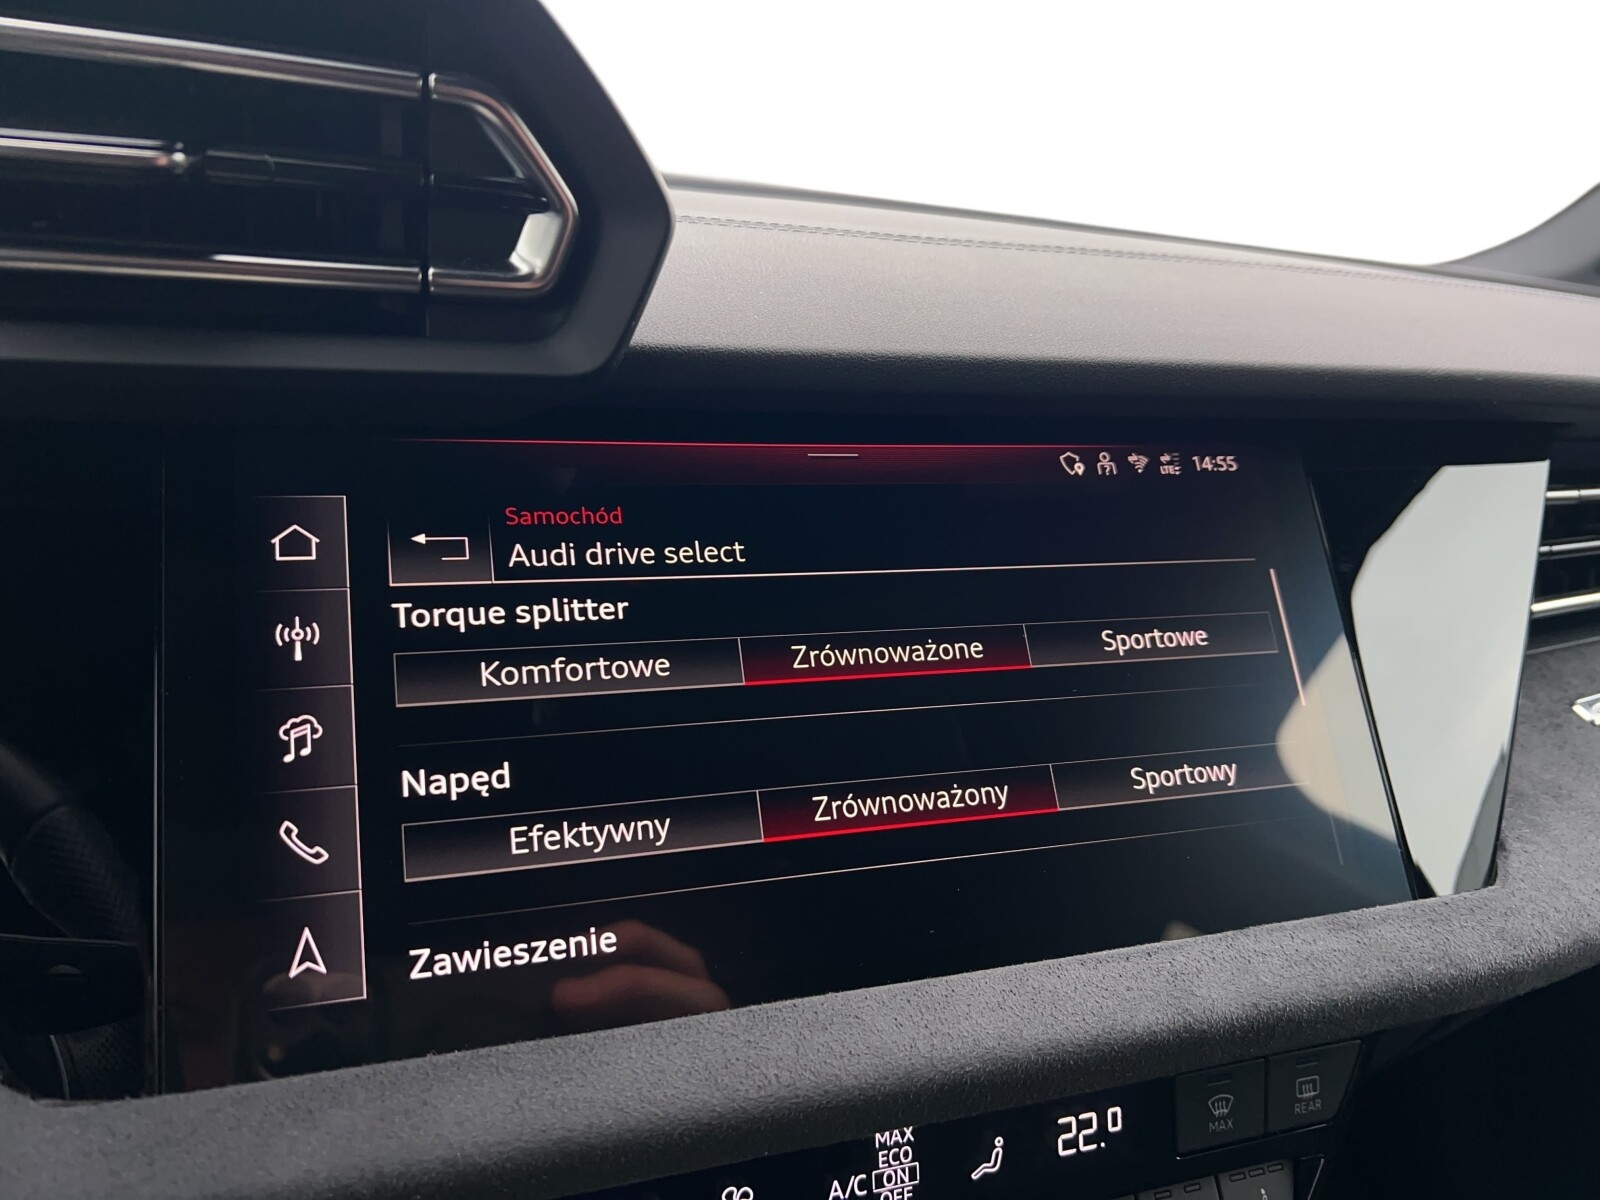 LTE 14:55
Samochód
Audi drive select
Torque splitter
Komfortowe Zrównoważone Sportowe
Napęd
Efektywny Zrównoważony Sportowy
Zawieszenie
MAX
ECO
A/C ON
OFF
22.0
MAX
REAR